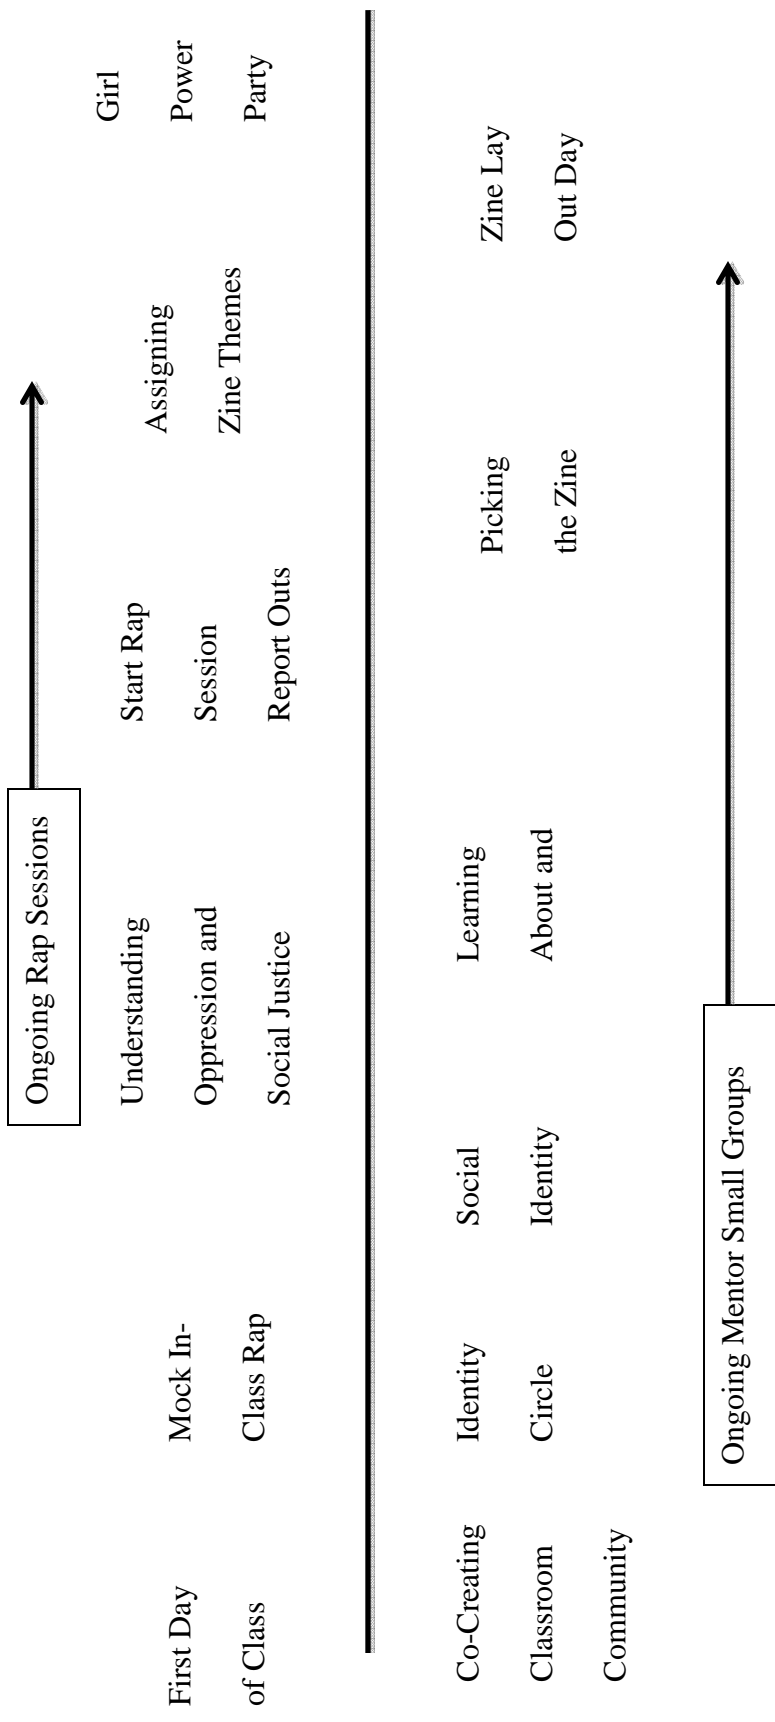 Ongoing Rap Sessions
First Day
of Class
Mock In-
Class Rap
Understanding
Oppression and
Social Justice
Start Rap
Session
Report Outs
Assigning
Zine Themes
Girl
Power
Party
Co-Creating
Classroom
Community
Identity
Circle
Social
Identity
Learning
About and
Picking
the Zine
Zine Lay
Out Day
Ongoing Mentor Small Groups